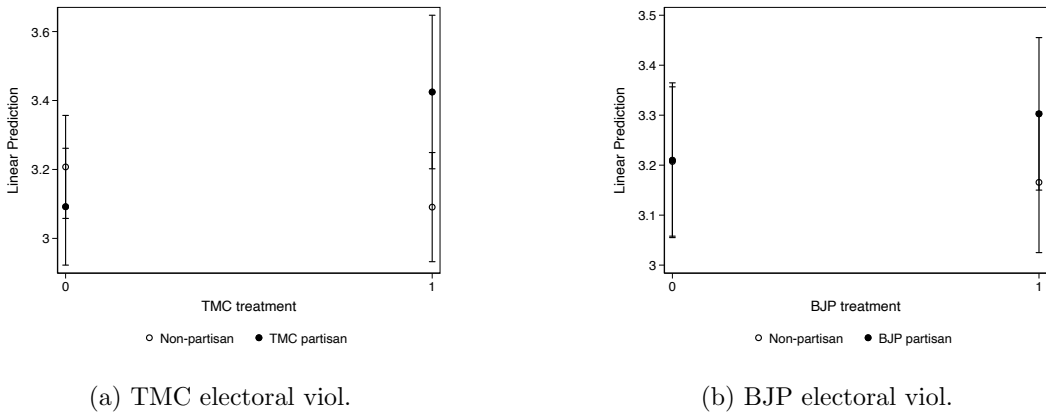 3.6
3.4
3.2
3
Linear Prediction
0
1
TMC treatment
Non-partisan
TMC partisan
(a) TMC electoral viol.
3.5
3.4
3.3
3.2
3.1
3
Linear Prediction
0
1
BJP treatment
Non-partisan
BJP partisan
(b) BJP electoral viol.